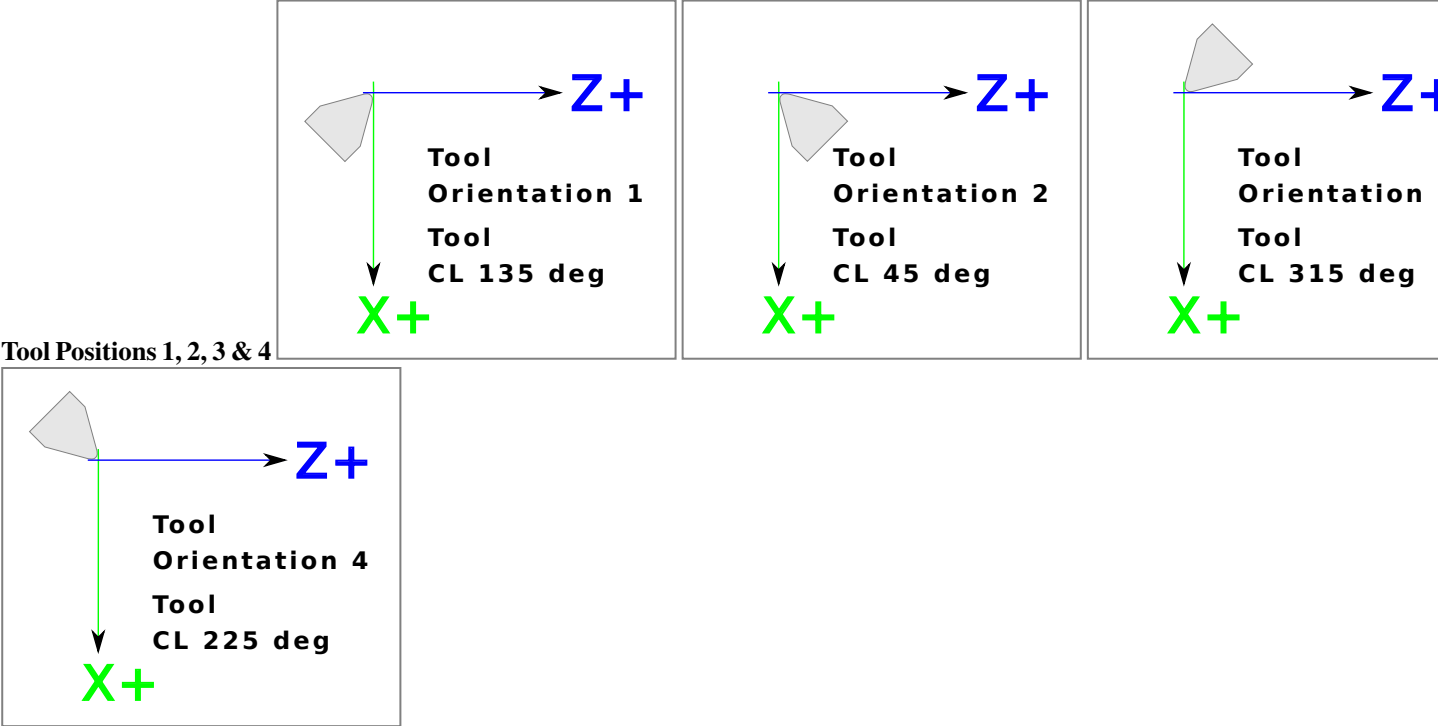 Z+
Tool
Orientation 1
Tool
CL 135 deg
X+
Z+
Tool
Orientation 2
Tool
CL 45 deg
X+
Z+
Tool
Orientation
Tool
CL 315 deg
X+
Tool Positions 1, 2, 3 & 4
Z+
Tool
Orientation 4
Tool
CL 225 deg
X+